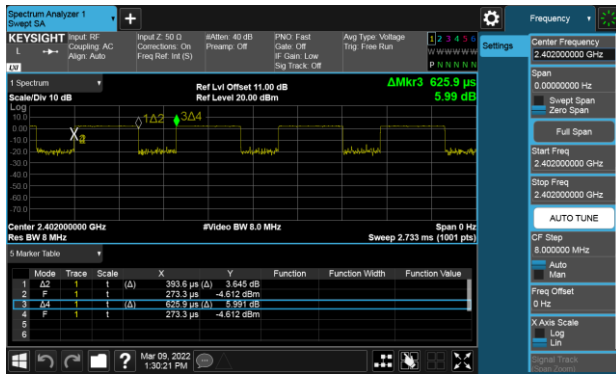 Spectrum Analyzer 1
Swept SA
+
Frequency
KEYSIGHT
L
LXI
Input: RF
Coupling: AC
Align: Auto
Input Z: 50 Ω
Corrections: On
Freq Ref: Int (S)
#Atten: 40 dB
Preamp: Off
PNO: Fast
Gate: Off
IF Gain: Low
Sig Track: Off
Avg Type: Voltage
Trig: Free Run
1 2 3 4 5 6
W W W W W W
P N N N N N
Settings
Center Frequency
2.402000000 GHz
Span
0.00000000 Hz
Swept Span
Zero Span
Full Span
Start Freq
2.402000000 GHz
Stop Freq
2.402000000 GHz
AUTO TUNE
CF Step
8.000000 MHz
Auto
Man
Freq Offset
0 Hz
X Axis Scale
Log
Lin
Signal Track
(Span Zoom)
1 Spectrum
Scale/Div 10 dB
Ref Lvl Offset 11.00 dB
Ref Level 20.00 dBm
ΔMkr3 625.9 µs
5.99 dB
Log
10.0
0.00
-10.0
-20.0
-30.0
-40.0
-50.0
-60.0
-70.0
1Δ2
3Δ4
Center 2.402000000 GHz
Res BW 8 MHz
#Video BW 8.0 MHz
Span 0 Hz
Sweep 2.733 ms (1001 pts)
5 Marker Table
Mode Trace Scale X Y Function Function Width Function Value
1 Δ2 1 t (Δ) 393.6 µs (Δ) 3.645 dB
2 F 1 t 273.3 µs -4.612 dBm
3 Δ4 1 t (Δ) 625.9 µs (Δ) 5.991 dB
4 F 1 t 273.3 µs -4.612 dBm
5
6
?
Mar 09, 2022
1:30:21 PM